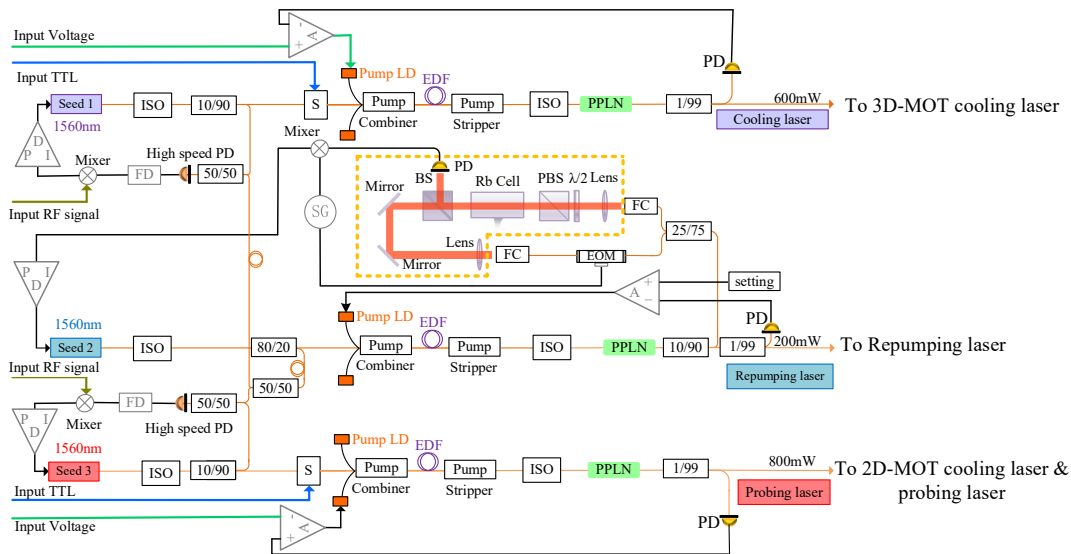 Input Voltage
Input TTL
- + A
Pump LD
EDF
PD
Seed 1
ISO
10/90
S
Pump
Combiner
Pump
Stripper
ISO
PPLN
1/99
600mW
To 3D-MOT cooling laser
Cooling laser
1560nm
P D I
Mixer
FD
High speed PD
50/50
Input RF signal
Mixer
PD
BS
Rb Cell
PBS
λ/2
Lens
Mirror
FC
SG
25/75
Lens
Mirror
FC
EOM
P D I
setting
A + -
PD
Pump LD
EDF
1560nm
Seed 2
ISO
80/20
Pump
Combiner
Pump
Stripper
ISO
PPLN
10/90
1/99
200mW
To Repumping laser
Repumping laser
Input RF signal
50/50
Mixer
FD
High speed PD
50/50
P D I
1560nm
Seed 3
ISO
10/90
S
Pump LD
EDF
Pump
Combiner
Pump
Stripper
ISO
PPLN
1/99
800mW
To 2D-MOT cooling laser &
probing laser
Probing laser
Input TTL
Input Voltage
- + A
PD